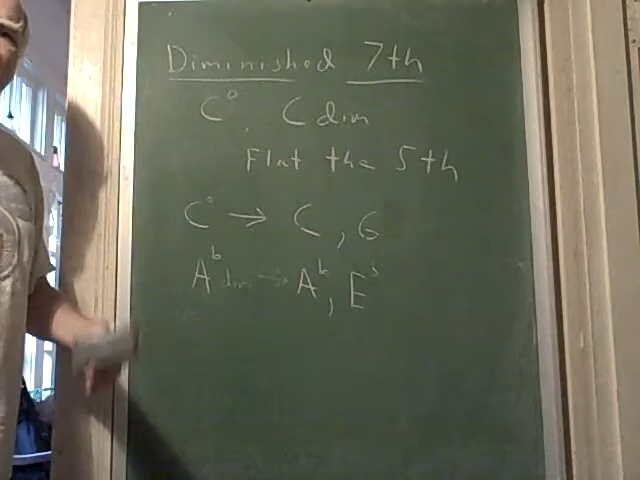 Diminished 7th
C°, C dim
Flat the 5th
C° → C, G
A♭ dim → A♭, E♭